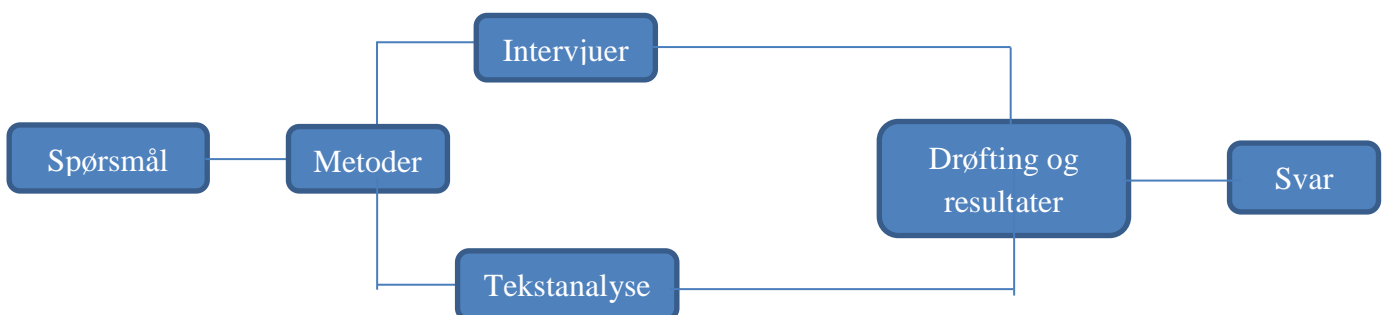 Intervjuer
Spørsmål
Metoder
Drøfting og
resultater
Svar
Tekstanalyse